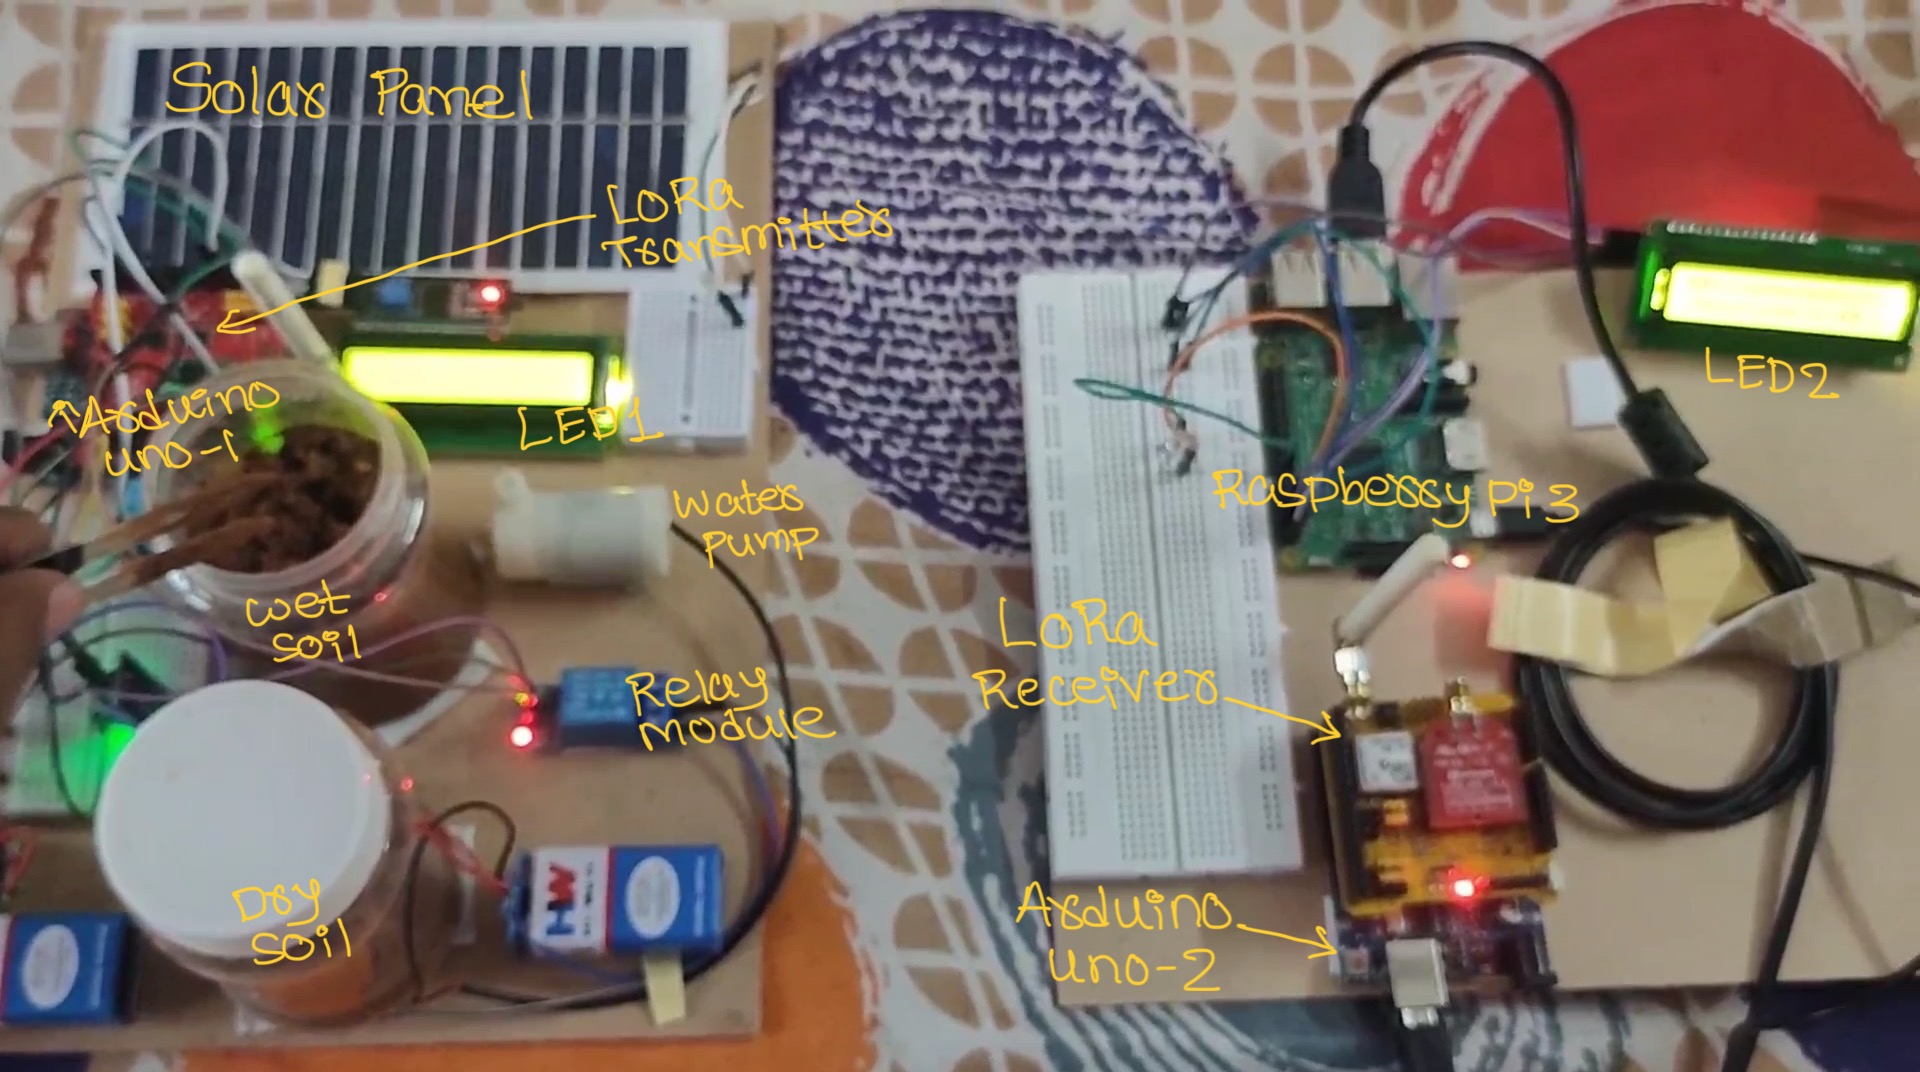 Solar Panel
LoRa
Transmitter
Arduino
uno-1
LED1
LED2
water
pump
Raspberry pi 3
wet
soil
LoRa
Receiver
Relay
module
Dry
soil
HW
Arduino
uno-2